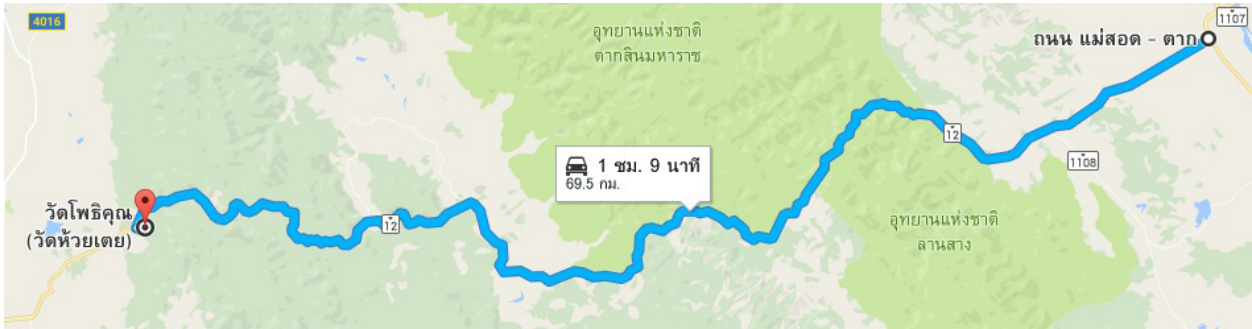 4016
อุทยานแห่งชาติ
ตากสินมหาราช
1107
ถนน แม่สอด - ตาก
12
1108
1 ชม. 9 นาที
69.5 กม.
วัดโพธิคุณ
(วัดห้วยเตย)
12
อุทยานแห่งชาติ
ลานสาง